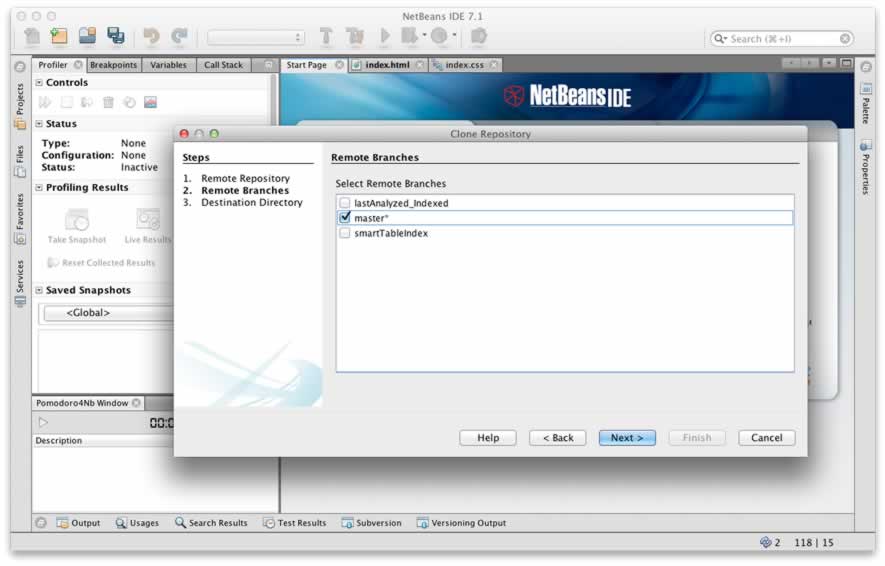 NetBeans IDE 7.1
Search (⌘+I)
Profiler
Breakpoints
Variables
Call Stack
Start Page
index.html
index.css
Projects
Files
Favorites
Services
Controls
Status
Type: None
Configuration: None
Status: Inactive
Profiling Results
Take Snapshot
Live Results
Reset Collected Results
Saved Snapshots
<Global>
Pomodoro4Nb Window
Description
NetBeans IDE
Palette
Properties
Clone Repository
Steps
1. Remote Repository
2. Remote Branches
3. Destination Directory
Remote Branches
Select Remote Branches
lastAnalyzed_Indexed
master*
smartTableIndex
Help
< Back
Next >
Finish
Cancel
Output
Usages
Search Results
Test Results
Subversion
Versioning Output
2
118 | 15